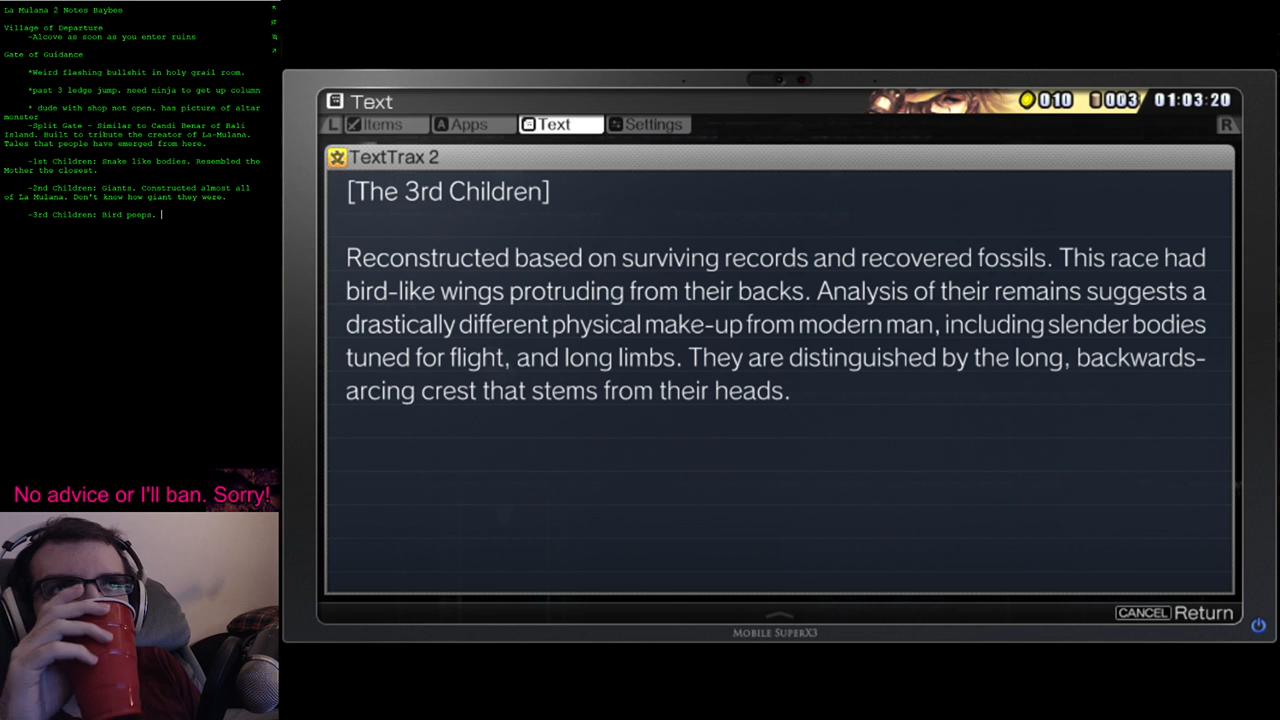 La Mulana 2 Notes Baybee
Village of Departure
-Alcove as soon as you enter ruins
Gate of Guidance
*Weird flashing bullshit in holy grail room.
*past 3 ledge jump. need ninja to get up column
* dude with shop not open. has picture of altar
monster
-Split Gate - Similar to Candi Benar of Bali
Island. Built to tribute the creator of La-Mulana.
Tales that people have emerged from here.
-1st Children: Snake like bodies. Resembled the
Mother the closest.
-2nd Children: Giants. Constructed almost all
of La Mulana. Don't know how giant they were.
-3rd Children: Bird peeps.
No advice or I'll ban. Sorry!
Text
010 003 01:03:20
L Items A Apps Text Settings R
文 TextTrax 2
[The 3rd Children]
Reconstructed based on surviving records and recovered fossils. This race had
bird-like wings protruding from their backs. Analysis of their remains suggests a
drastically different physical make-up from modern man, including slender bodies
tuned for flight, and long limbs. They are distinguished by the long, backwards-
arcing crest that stems from their heads.
CANCEL Return
MOBILE SUPERX3